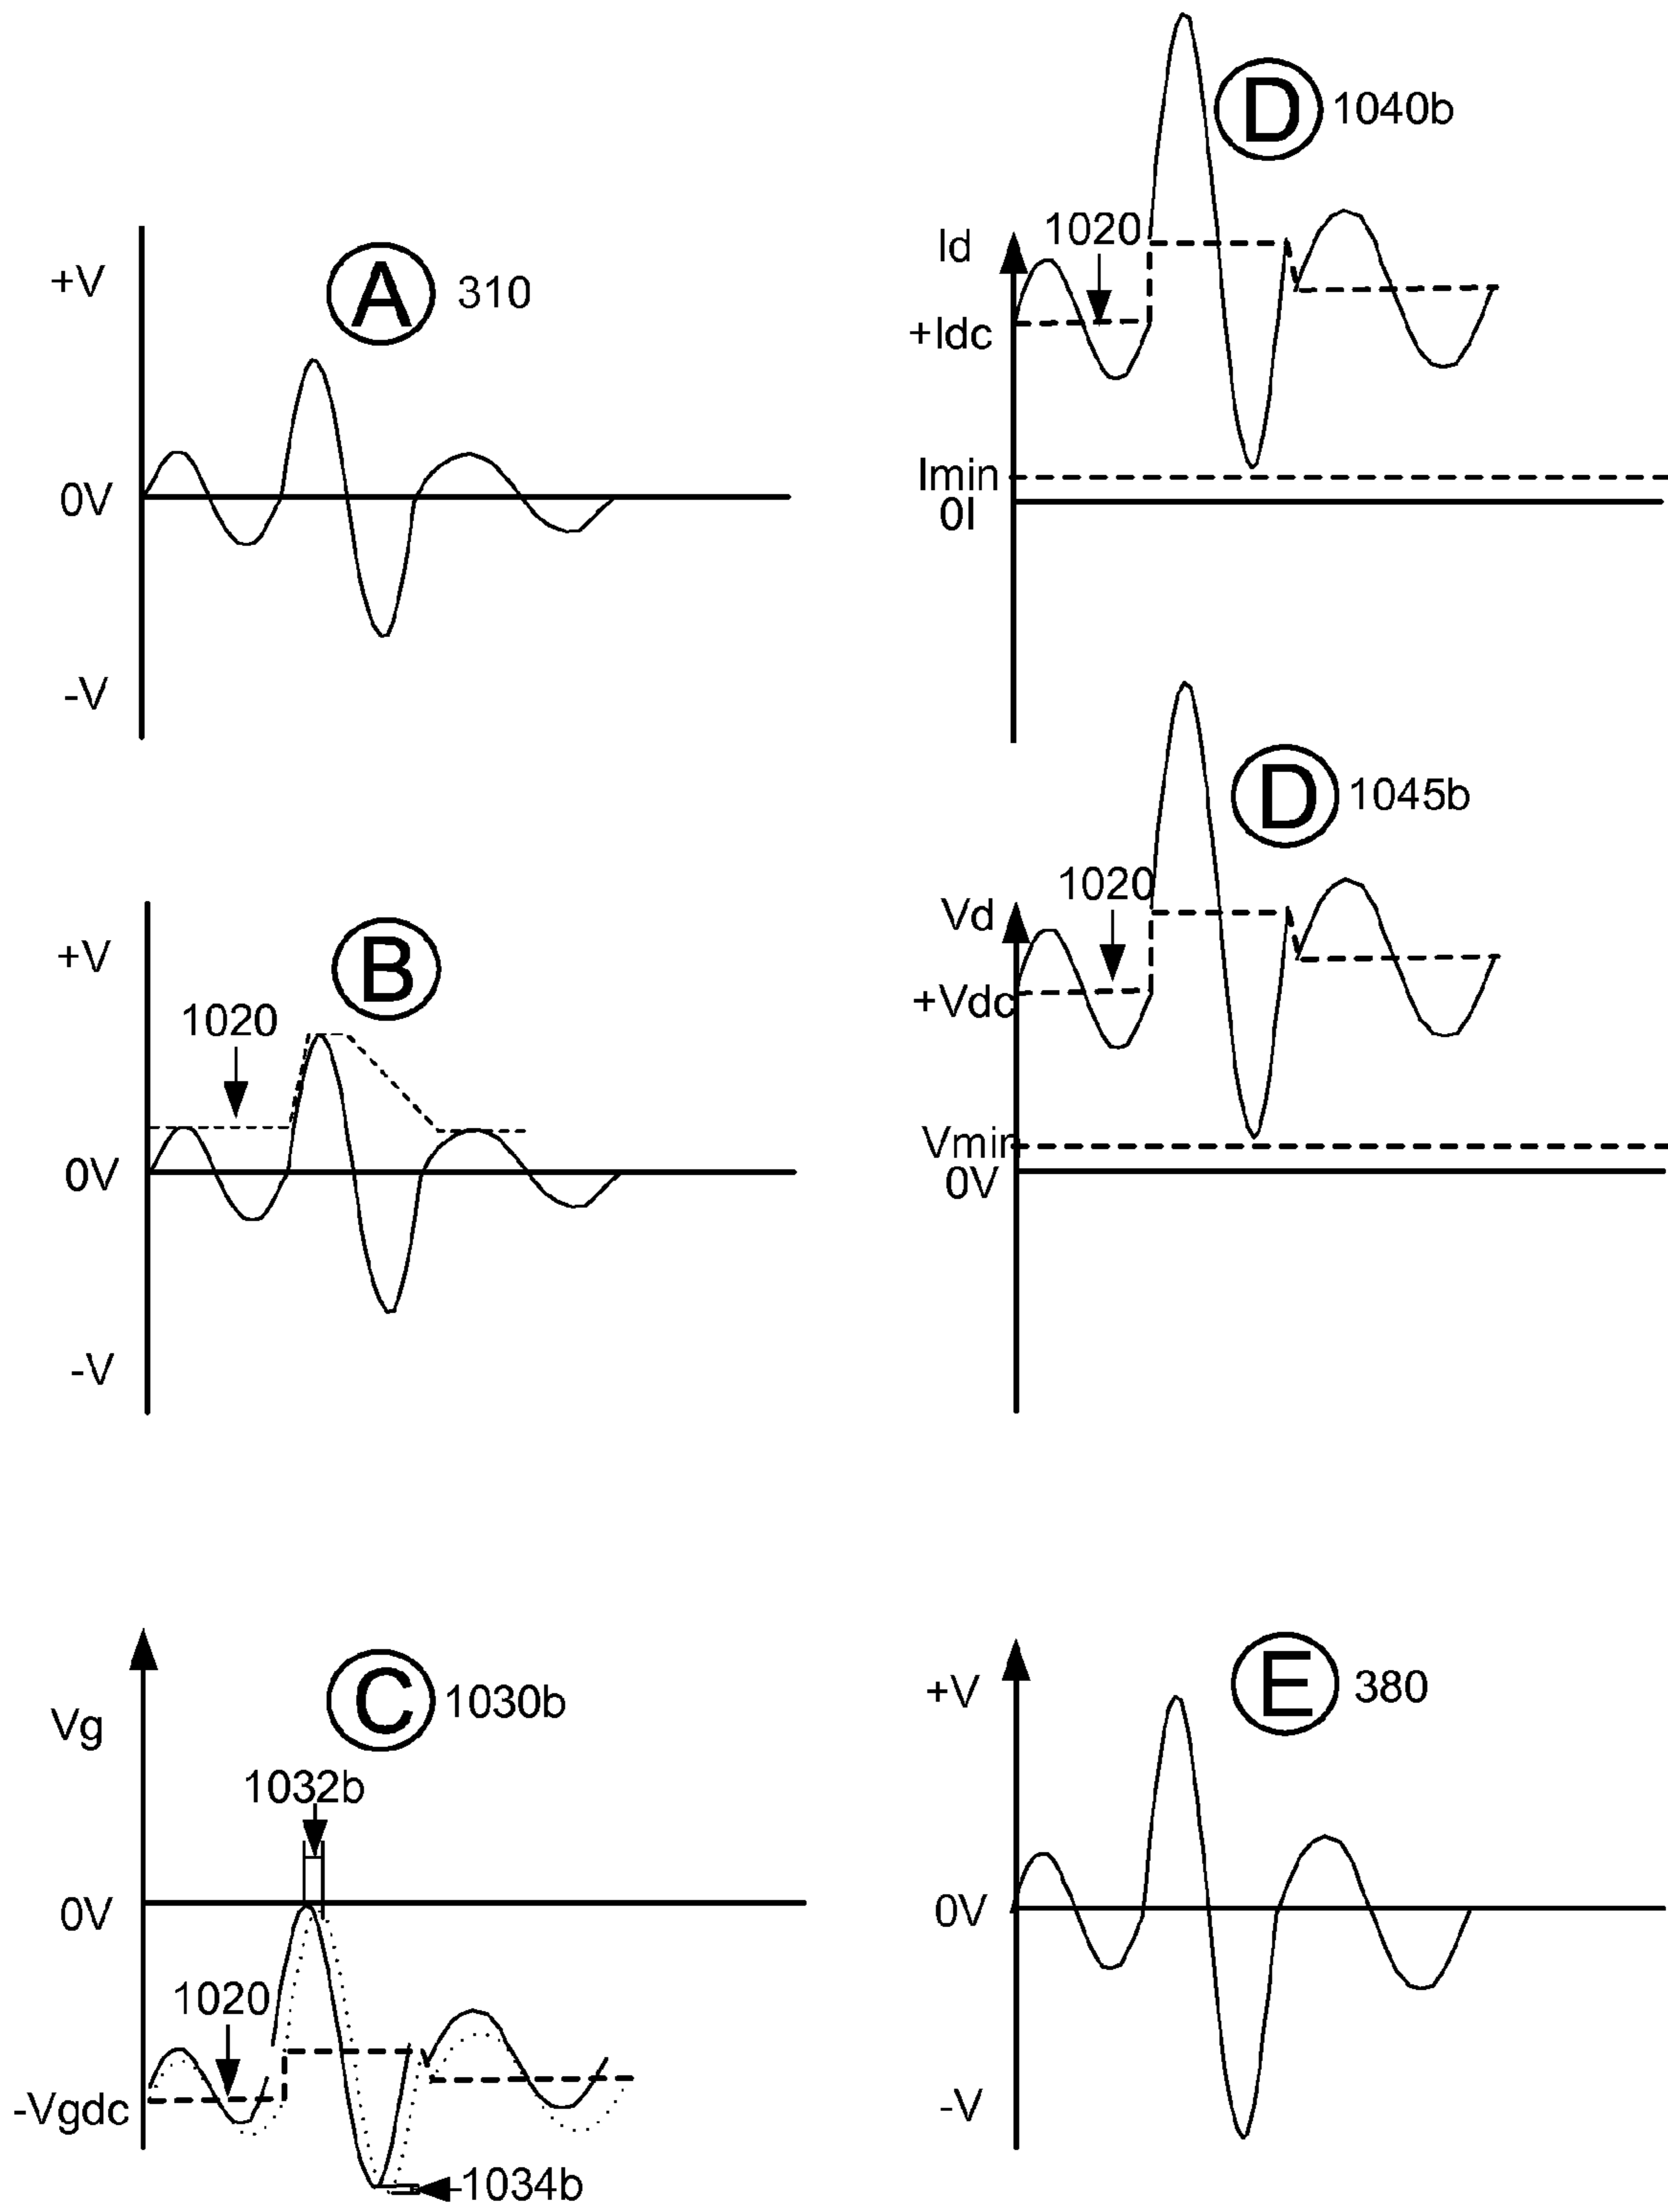 +V
A 310
0V
-V
D 1040b
Id
1020
+Idc
Imin
0I
B
+V
1020
0V
-V
D 1045b
1020
Vd
+Vdc
Vmin
0V
C 1030b
Vg
1032b
0V
1020
-Vgdc
1034b
E 380
+V
0V
-V